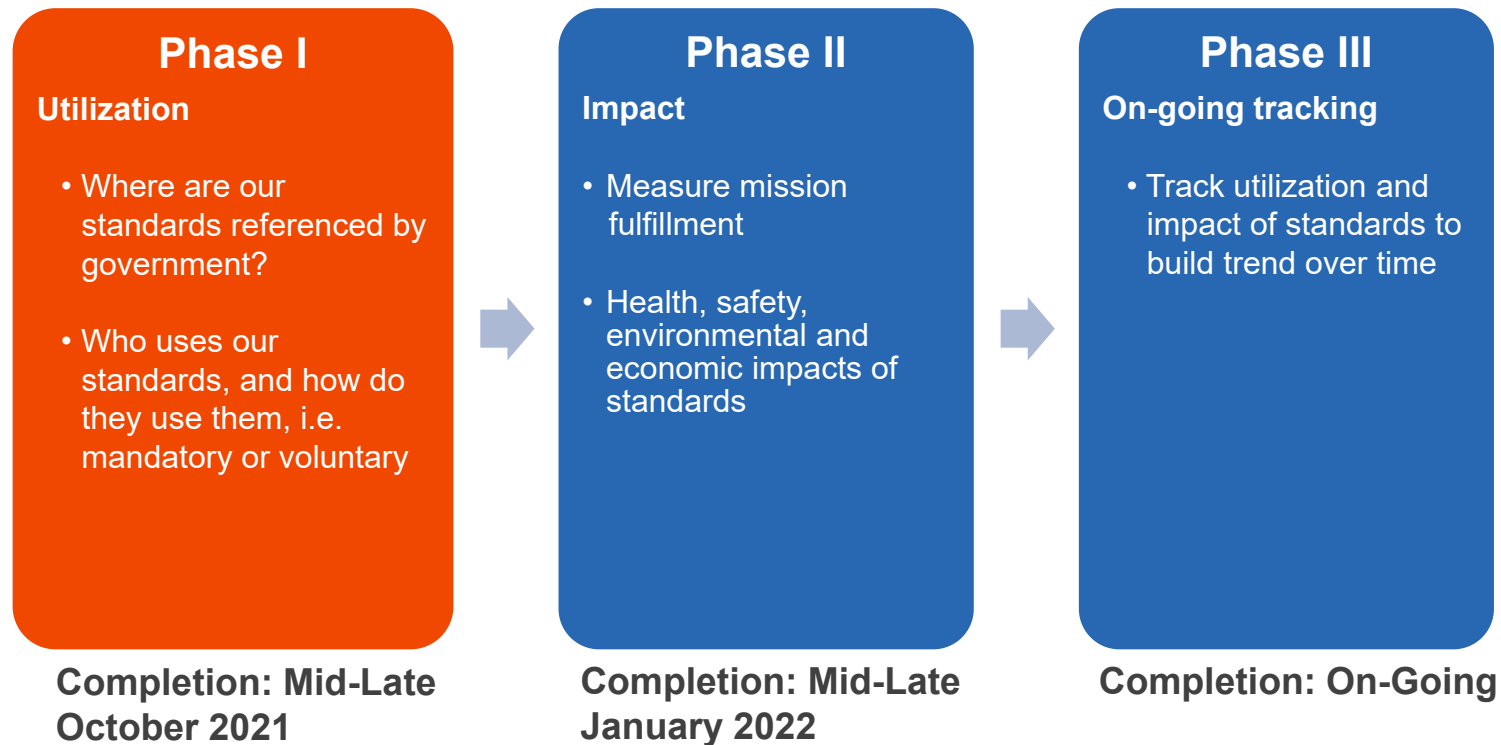 Phase I
Utilization
• Where are our
standards referenced by
government?
• Who uses our
standards, and how do
they use them, i.e.
mandatory or voluntary
Completion: Mid-Late
October 2021
Phase II
Impact
• Measure mission
fulfillment
• Health, safety,
environmental and
economic impacts of
standards
Completion: Mid-Late
January 2022
Phase III
On-going tracking
• Track utilization and
impact of standards to
build trend over time
Completion: On-Going